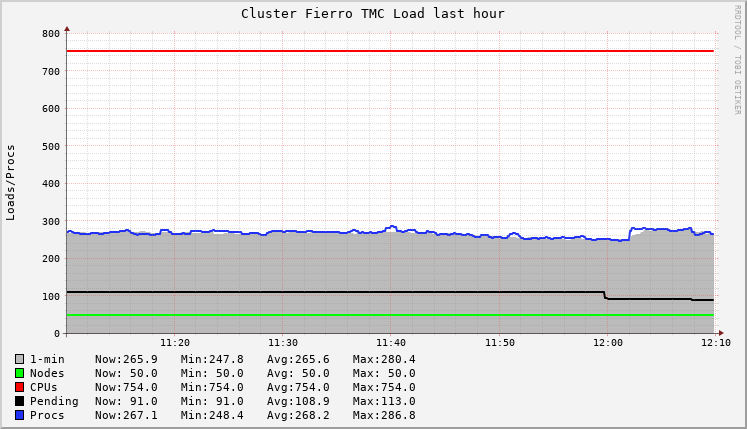 Cluster Fierro TMC Load last hour
RRDTOOL / TOBI OETIKER
Loads/Procs
800
700
600
500
400
300
200
100
0
11:20 11:30 11:40 11:50 12:00 12:10
1-min Now:265.9 Min:247.8 Avg:265.6 Max:280.4
Nodes Now: 50.0 Min: 50.0 Avg: 50.0 Max: 50.0
CPUs Now:754.0 Min:754.0 Avg:754.0 Max:754.0
Pending Now: 91.0 Min: 91.0 Avg:108.9 Max:113.0
Procs Now:267.1 Min:248.4 Avg:268.2 Max:286.8